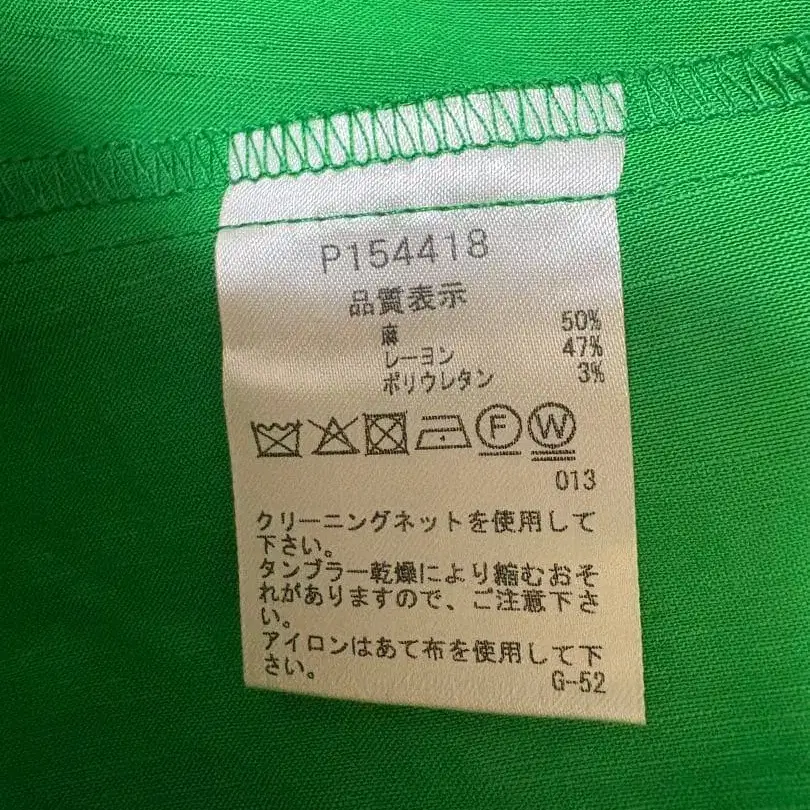 P154418
品質表示
麻 50%
レーヨン 47%
ポリウレタン 3%
F W
013
クリーニングネットを使用して
下さい。
タンブラー乾燥により縮むおそ
れがありますので、ご注意下さ
い。
アイロンはあて布を使用して下
さい。
G-52